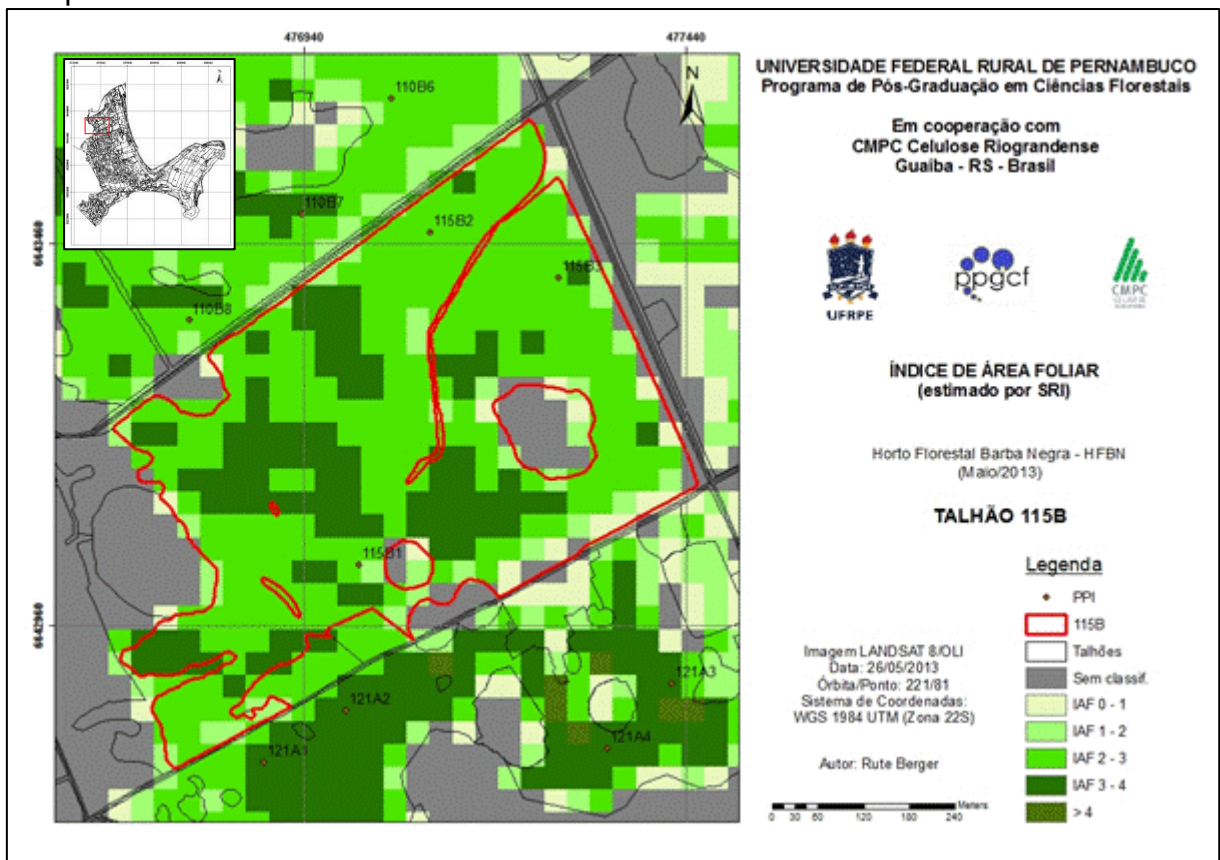 476940
477440
6643460
6642960
N
110B6
110B7
115B2
115B3
110B8
115B1
121A2
121A3
121A1
121A4
UNIVERSIDADE FEDERAL RURAL DE PERNAMBUCO
Programa de Pós-Graduação em Ciências Florestais
Em cooperação com
CMPC Celulose Riograndense
Guaíba - RS - Brasil
UFRPE
ppgcf
CMPC
ÍNDICE DE ÁREA FOLIAR
(estimado por SRI)
Horto Florestal Barba Negra - HFBN
(Maio/2013)
TALHÃO 115B
Legenda
PPI
115B
Talhões
Sem classif.
IAF 0 - 1
IAF 1 - 2
IAF 2 - 3
IAF 3 - 4
> 4
Imagem LANDSAT 8/OLI
Data: 26/05/2013
Órbita/Ponto: 221/81
Sistema de Coordenadas:
WGS 1984 UTM (Zona 22S)
Autor: Rute Berger
Meters
0 30 60 120 180 240